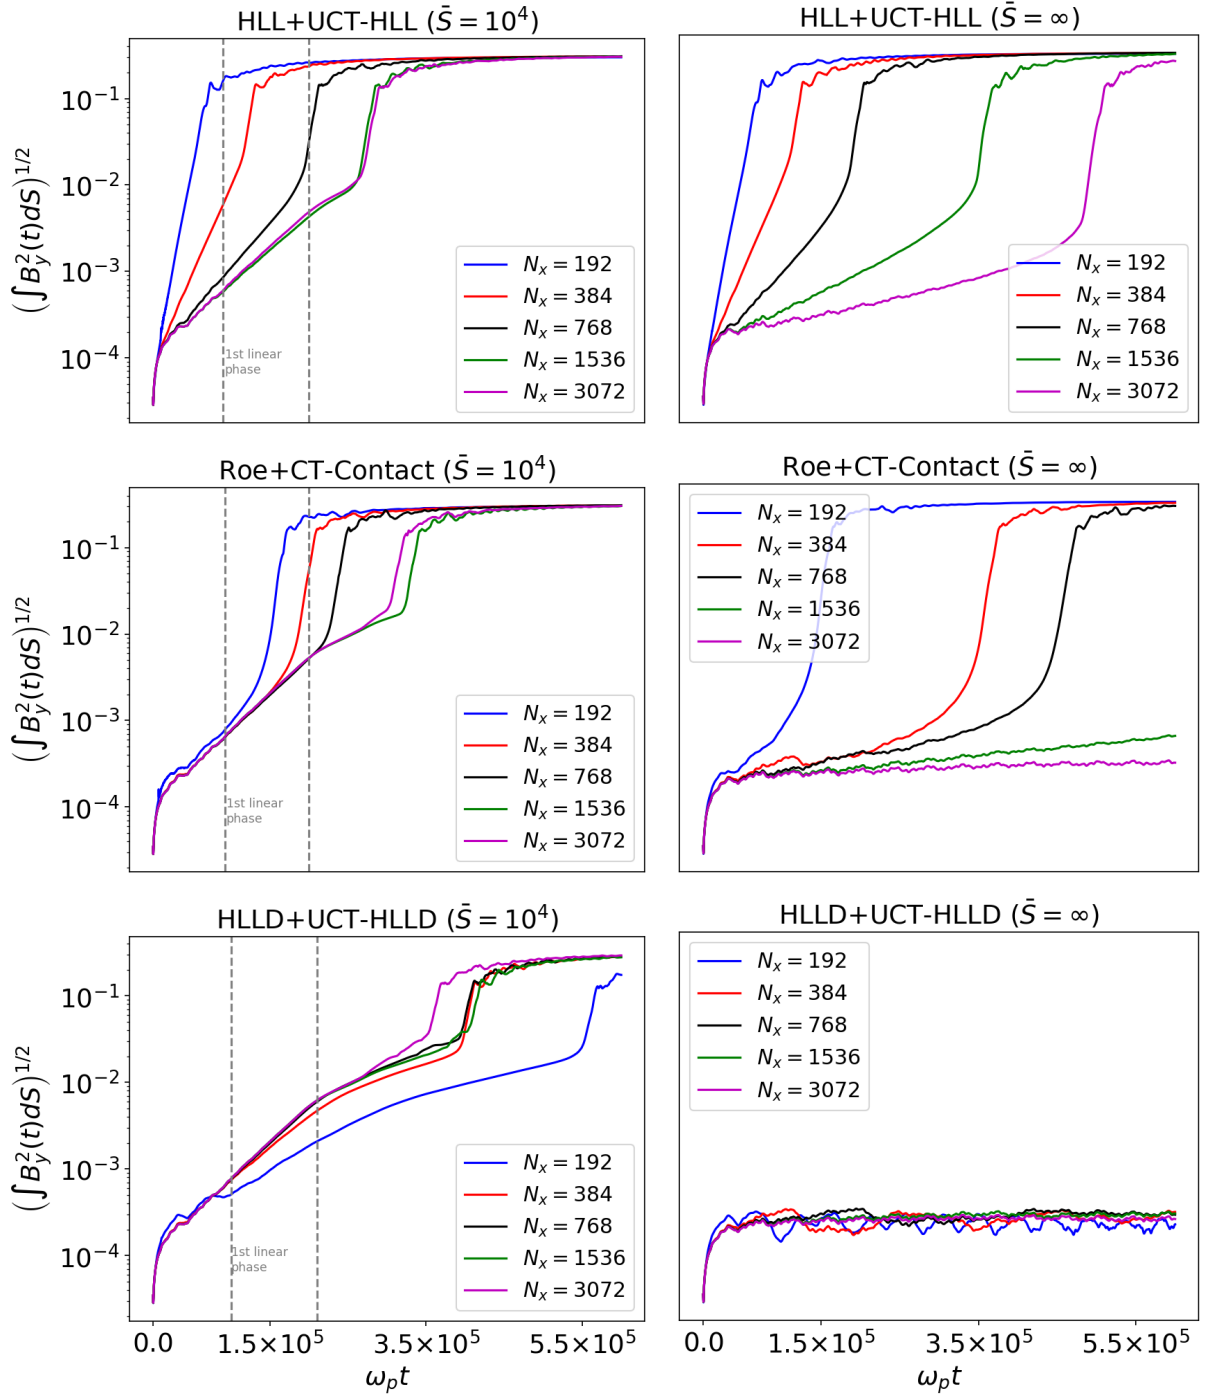 HLL+UCT-HLL (S̄ = 10⁴)
(∫B_y²(t)dS)^1/2
10⁻¹
10⁻²
10⁻³
10⁻⁴
1st linear
phase
N_x = 192
N_x = 384
N_x = 768
N_x = 1536
N_x = 3072
HLL+UCT-HLL (S̄ = ∞)
N_x = 192
N_x = 384
N_x = 768
N_x = 1536
N_x = 3072
Roe+CT-Contact (S̄ = 10⁴)
(∫B_y²(t)dS)^1/2
10⁻¹
10⁻²
10⁻³
10⁻⁴
1st linear
phase
N_x = 192
N_x = 384
N_x = 768
N_x = 1536
N_x = 3072
Roe+CT-Contact (S̄ = ∞)
N_x = 192
N_x = 384
N_x = 768
N_x = 1536
N_x = 3072
HLLD+UCT-HLLD (S̄ = 10⁴)
(∫B_y²(t)dS)^1/2
10⁻¹
10⁻²
10⁻³
10⁻⁴
1st linear
phase
N_x = 192
N_x = 384
N_x = 768
N_x = 1536
N_x = 3072
0.0 1.5×10⁵ 3.5×10⁵ 5.5×10⁵
ω_p t
HLLD+UCT-HLLD (S̄ = ∞)
N_x = 192
N_x = 384
N_x = 768
N_x = 1536
N_x = 3072
0.0 1.5×10⁵ 3.5×10⁵ 5.5×10⁵
ω_p t